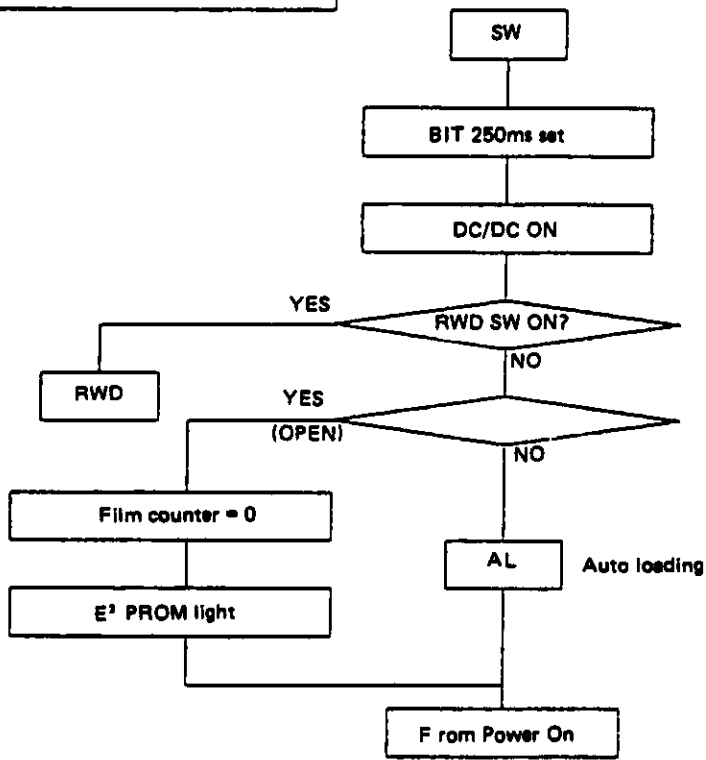 SW
BIT 250ms set
DC/DC ON
YES
RWD SW ON?
NO
RWD
YES
(OPEN)
NO
Film counter = 0
AL
Auto loading
E² PROM light
F rom Power On